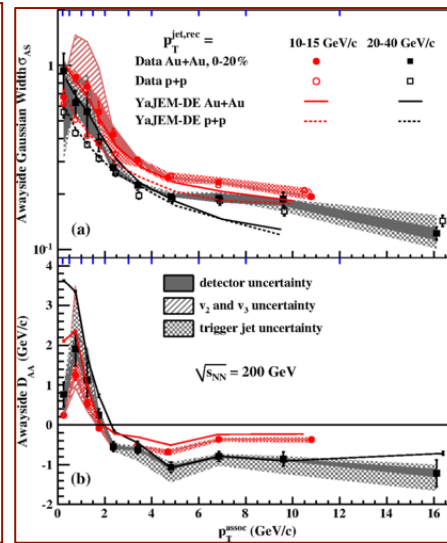 p_T^jet,rec =
10-15 GeV/c 20-40 GeV/c
Data Au+Au, 0-20%
Data p+p
YaJEM-DE Au+Au
YaJEM-DE p+p
Awayside Gaussian Width σ_AS
1
10^-1
(a)
Awayside D_AA (GeV/c)
4
3
2
1
0
-1
-2
detector uncertainty
v_2 and v_3 uncertainty
trigger jet uncertainty
√s_NN = 200 GeV
(b)
0 2 4 6 8 10 12 14 16
p_T^assoc (GeV/c)